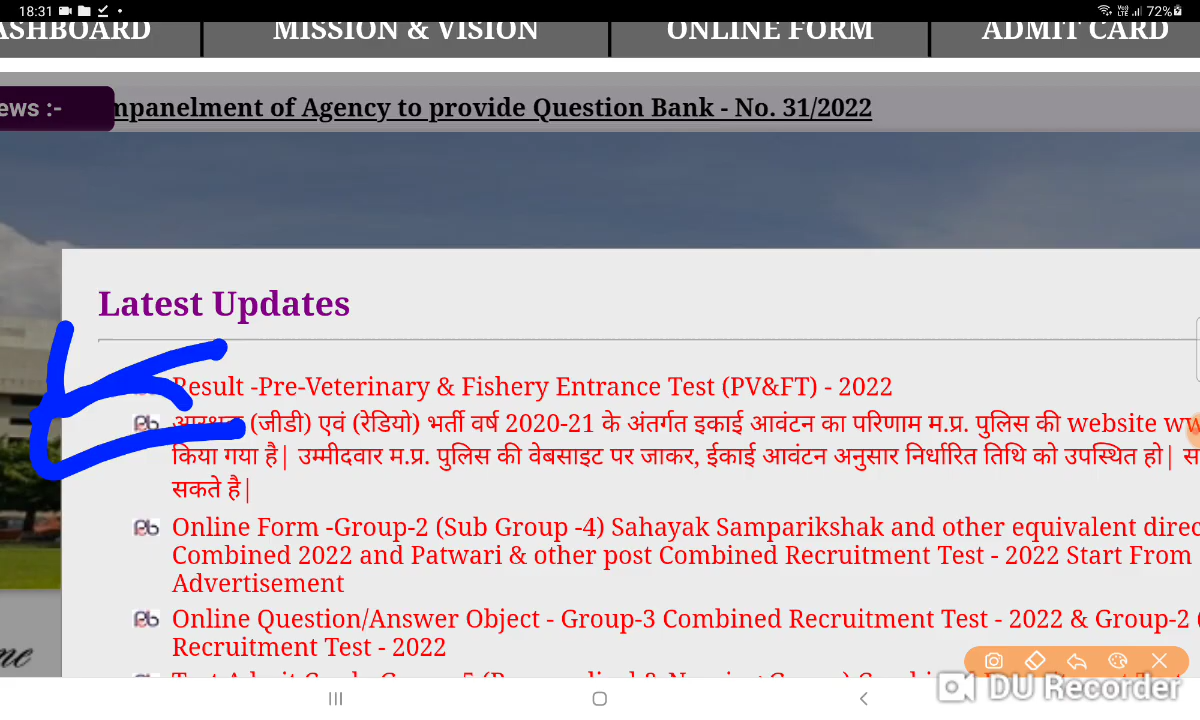 18:31
72%
MISSION & VISION
ONLINE FORM
ADMIT CARD
of Agency to provide Question Bank - No. 31/2022
Latest Updates
Result -Pre-Veterinary & Fishery Entrance Test (PV&FT) - 2022
(जीडी) एवं (रेडियो) भर्ती वर्ष 2020-21 के अंतर्गत इकाई आवंटन का परिणाम म.प्र. पुलिस की website
किया गया है| उम्मीदवार म.प्र. पुलिस की वेबसाइट पर जाकर, ईकाई आवंटन अनुसार निर्धारित तिथि को उपस्थित हो|
सकते है|
Online Form -Group-2 (Sub Group -4) Sahayak Samparikshak and other equivalent
Combined 2022 and Patwari & other post Combined Recruitment Test - 2022 Start From
Advertisement
Online Question/Answer Object - Group-3 Combined Recruitment Test - 2022 & Group-2 (
Recruitment Test - 2022
DU Recorder